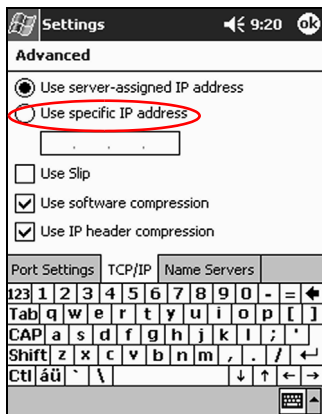 Settings 9:20 ok
Advanced
Use server-assigned IP address
Use specific IP address
. . .
Use Slip
Use software compression
Use IP header compression
Port Settings TCP/IP Name Servers
123 1 2 3 4 5 6 7 8 9 0 - =
Tab q w e r t y u i o p [ ]
CAP a s d f g h j k l ; '
Shift z x c v b n m , . /
Ctl áü ` \ ↓ ↑ ← →